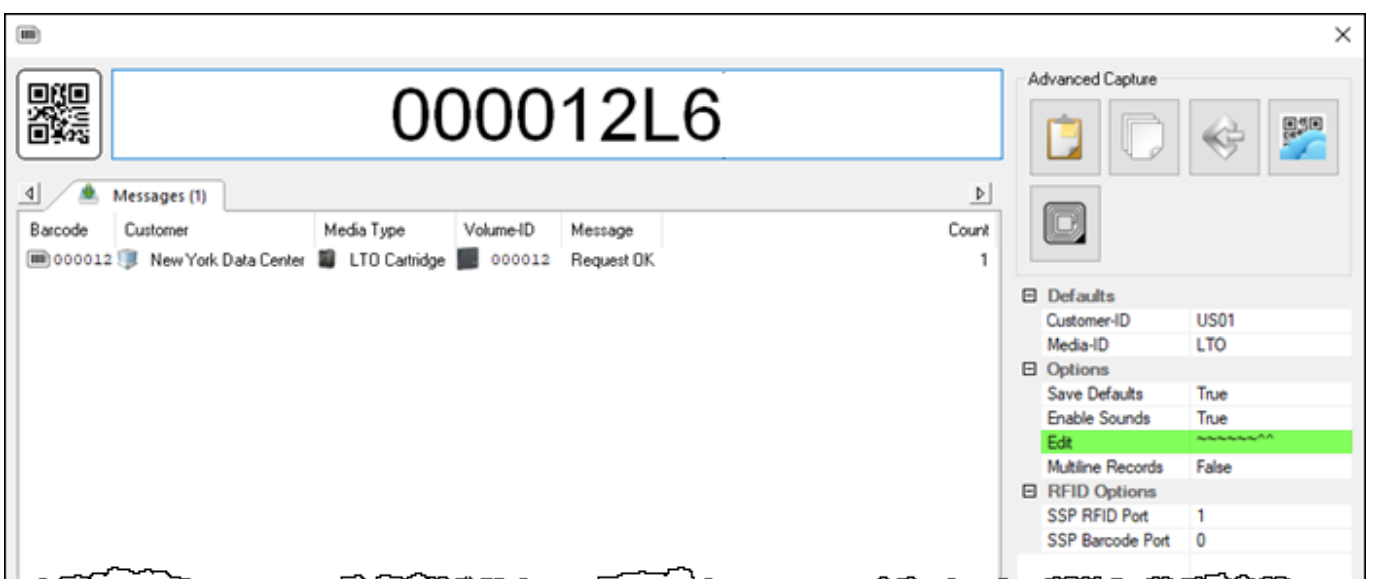 000012L6
Advanced Capture
Messages (1)
Barcode Customer Media Type Volume-ID Message Count
000012 New York Data Center LTO Cartridge 000012 Request OK 1
Defaults
Customer-ID US01
Media-ID LTO
Options
Save Defaults True
Enable Sounds True
Edit ~~~~~~^^
Multiline Records False
RFID Options
SSP RFID Port 1
SSP Barcode Port 0